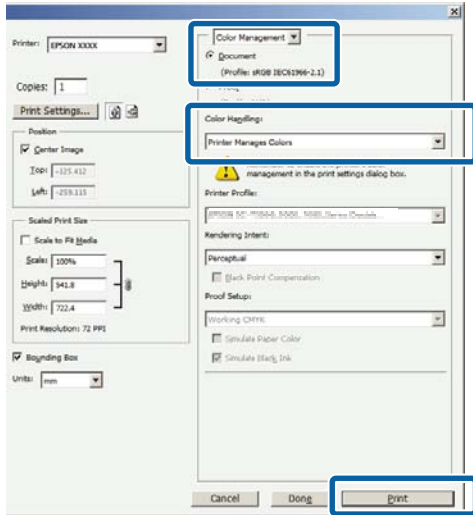 Printer: EPSON XXXX
Copies: 1
Print Settings...
Position
Center Image
Top: -125.412
Left: -259.115
Scaled Print Size
Scale to Fit Media
Scale: 100%
Height: 541.8
Width: 722.4
Print Resolution: 72 PPI
Bounding Box
Units: mm
Color Management
Document
(Profile: sRGB IEC61966-2.1)
Color Handling:
Printer Manages Colors
management in the print settings dialog box.
Printer Profile:
Rendering Intent:
Perceptual
Black Point Compensation
Proof Setup:
Working CMYK
Simulate Paper Color
Simulate Black Ink
Cancel
Done
Print